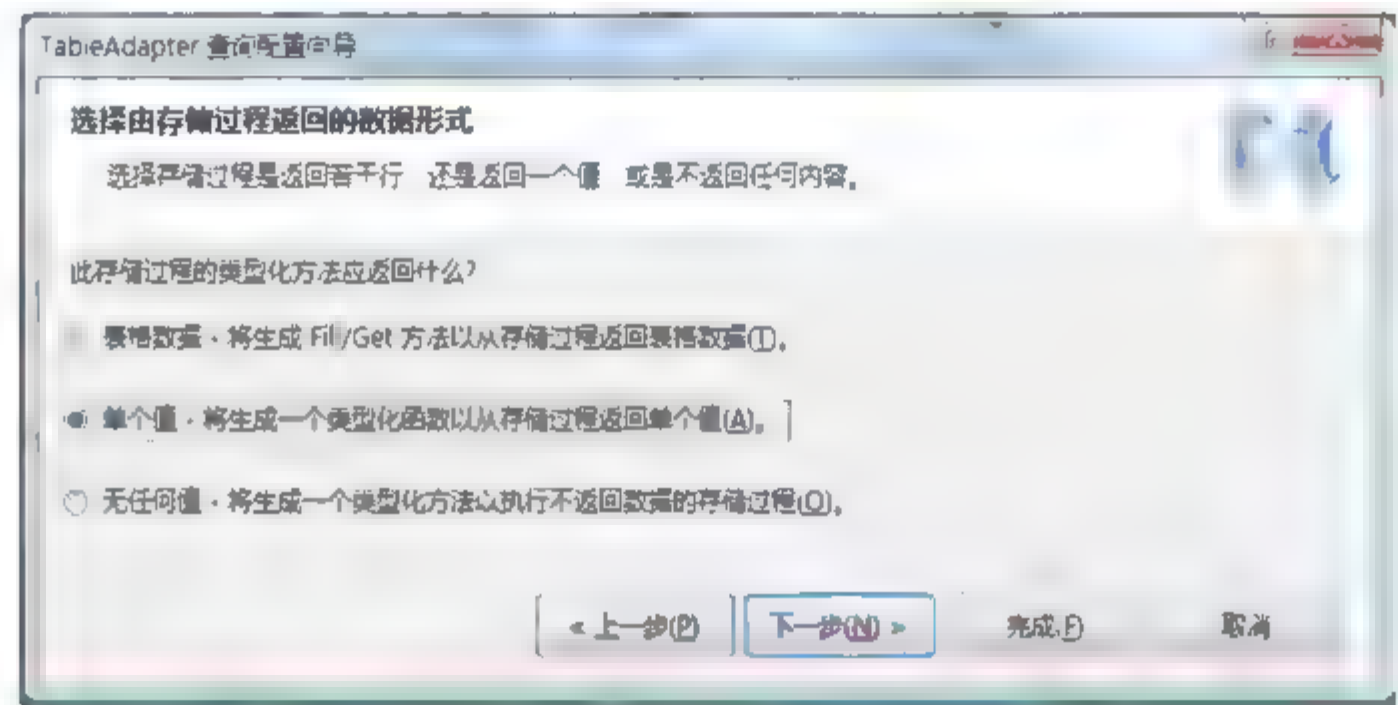 TableAdapter 查询配置向导
选择由存储过程返回的数据形式
选择存储过程是返回若干行，还是返回一个值，或是不返回任何内容。
此存储过程的类型化方法应返回什么?
表格数据 - 将生成 Fill/Get 方法以从存储过程返回表格数据(T)。
单个值 - 将生成一个类型化函数以从存储过程返回单个值(A)。
无任何值 - 将生成一个类型化方法以执行不返回数据的存储过程(O)。
< 上一步(P) 下一步(N) > 完成(F) 取消